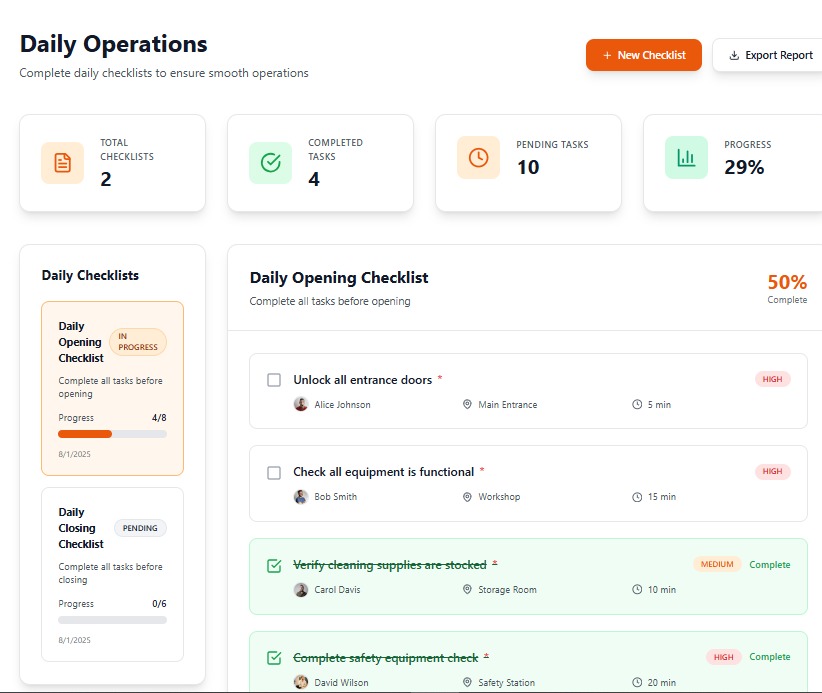 Daily Operations
Complete daily checklists to ensure smooth operations
+ New Checklist
Export Report
TOTAL
CHECKLISTS
2
COMPLETED
TASKS
4
PENDING TASKS
10
PROGRESS
29%
Daily Checklists
Daily
Opening
Checklist
IN
PROGRESS
Complete all tasks before
opening
Progress 4/8
8/1/2025
Daily
Closing
Checklist
PENDING
Complete all tasks before
closing
Progress 0/6
8/1/2025
Daily Opening Checklist
Complete all tasks before opening
50%
Complete
Unlock all entrance doors *
HIGH
Alice Johnson Main Entrance 5 min
Check all equipment is functional *
HIGH
Bob Smith Workshop 15 min
Verify cleaning supplies are stocked *
MEDIUM Complete
Carol Davis Storage Room 10 min
Complete safety equipment check *
HIGH Complete
David Wilson Safety Station 20 min